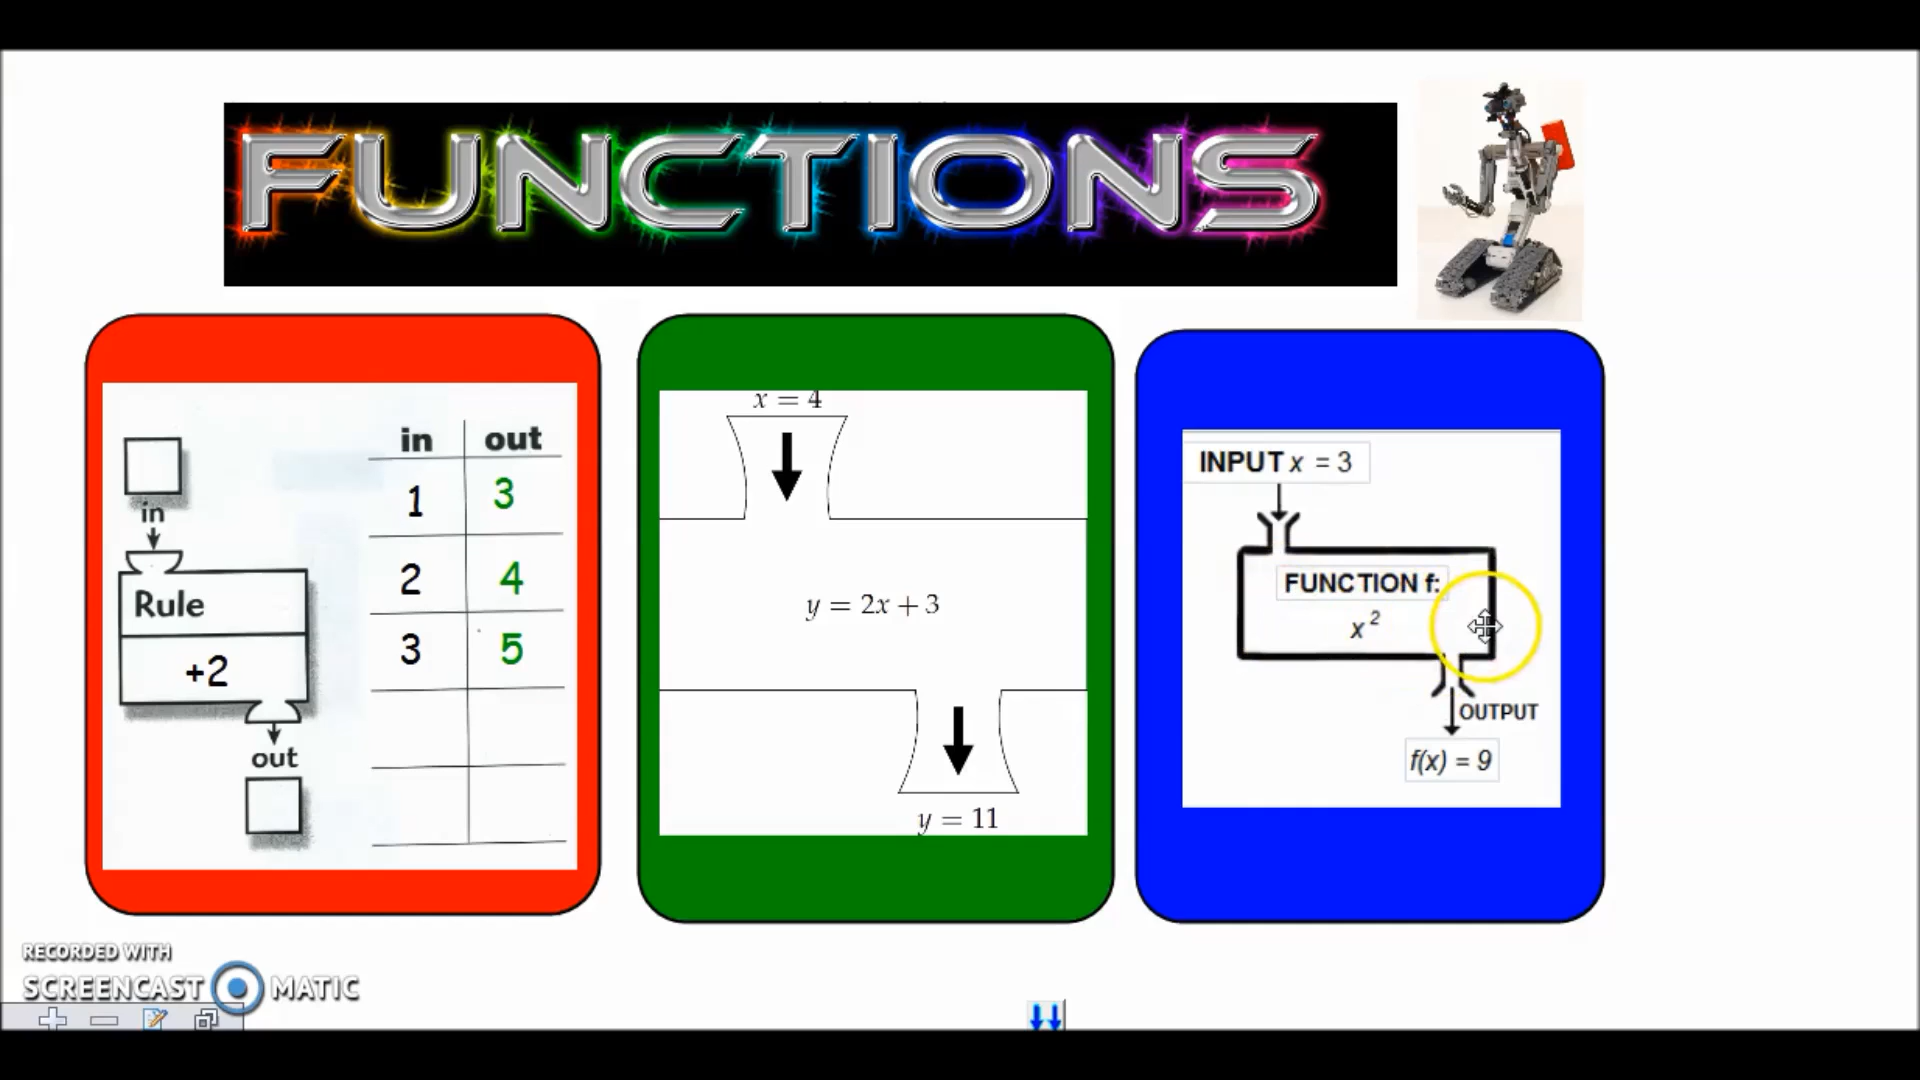 FUNCTIONS
in out
1 3
2 4
3 5
in
Rule
+2
out
x = 4
y = 2x + 3
y = 11
INPUT x = 3
FUNCTION f:
x²
OUTPUT
f(x) = 9
RECORDED WITH
SCREENCAST MATIC